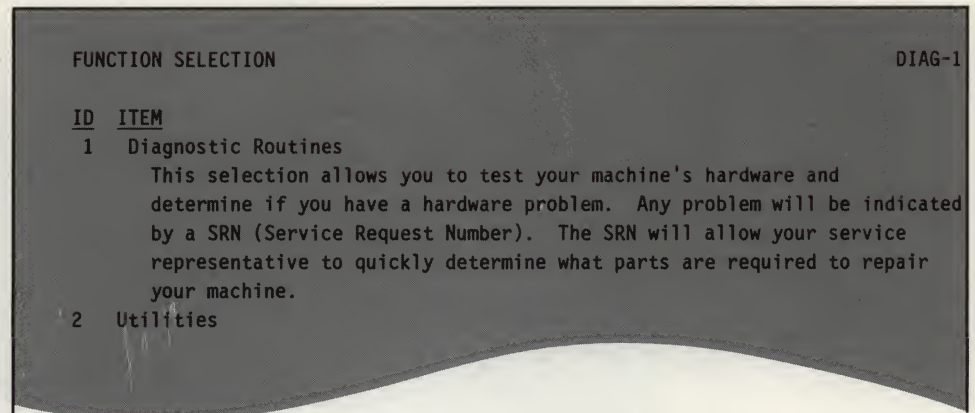 FUNCTION SELECTION DIAG-1
ID ITEM
1 Diagnostic Routines
This selection allows you to test your machine's hardware and
determine if you have a hardware problem. Any problem will be indicated
by a SRN (Service Request Number). The SRN will allow your service
representative to quickly determine what parts are required to repair
your machine.
2 Utilities